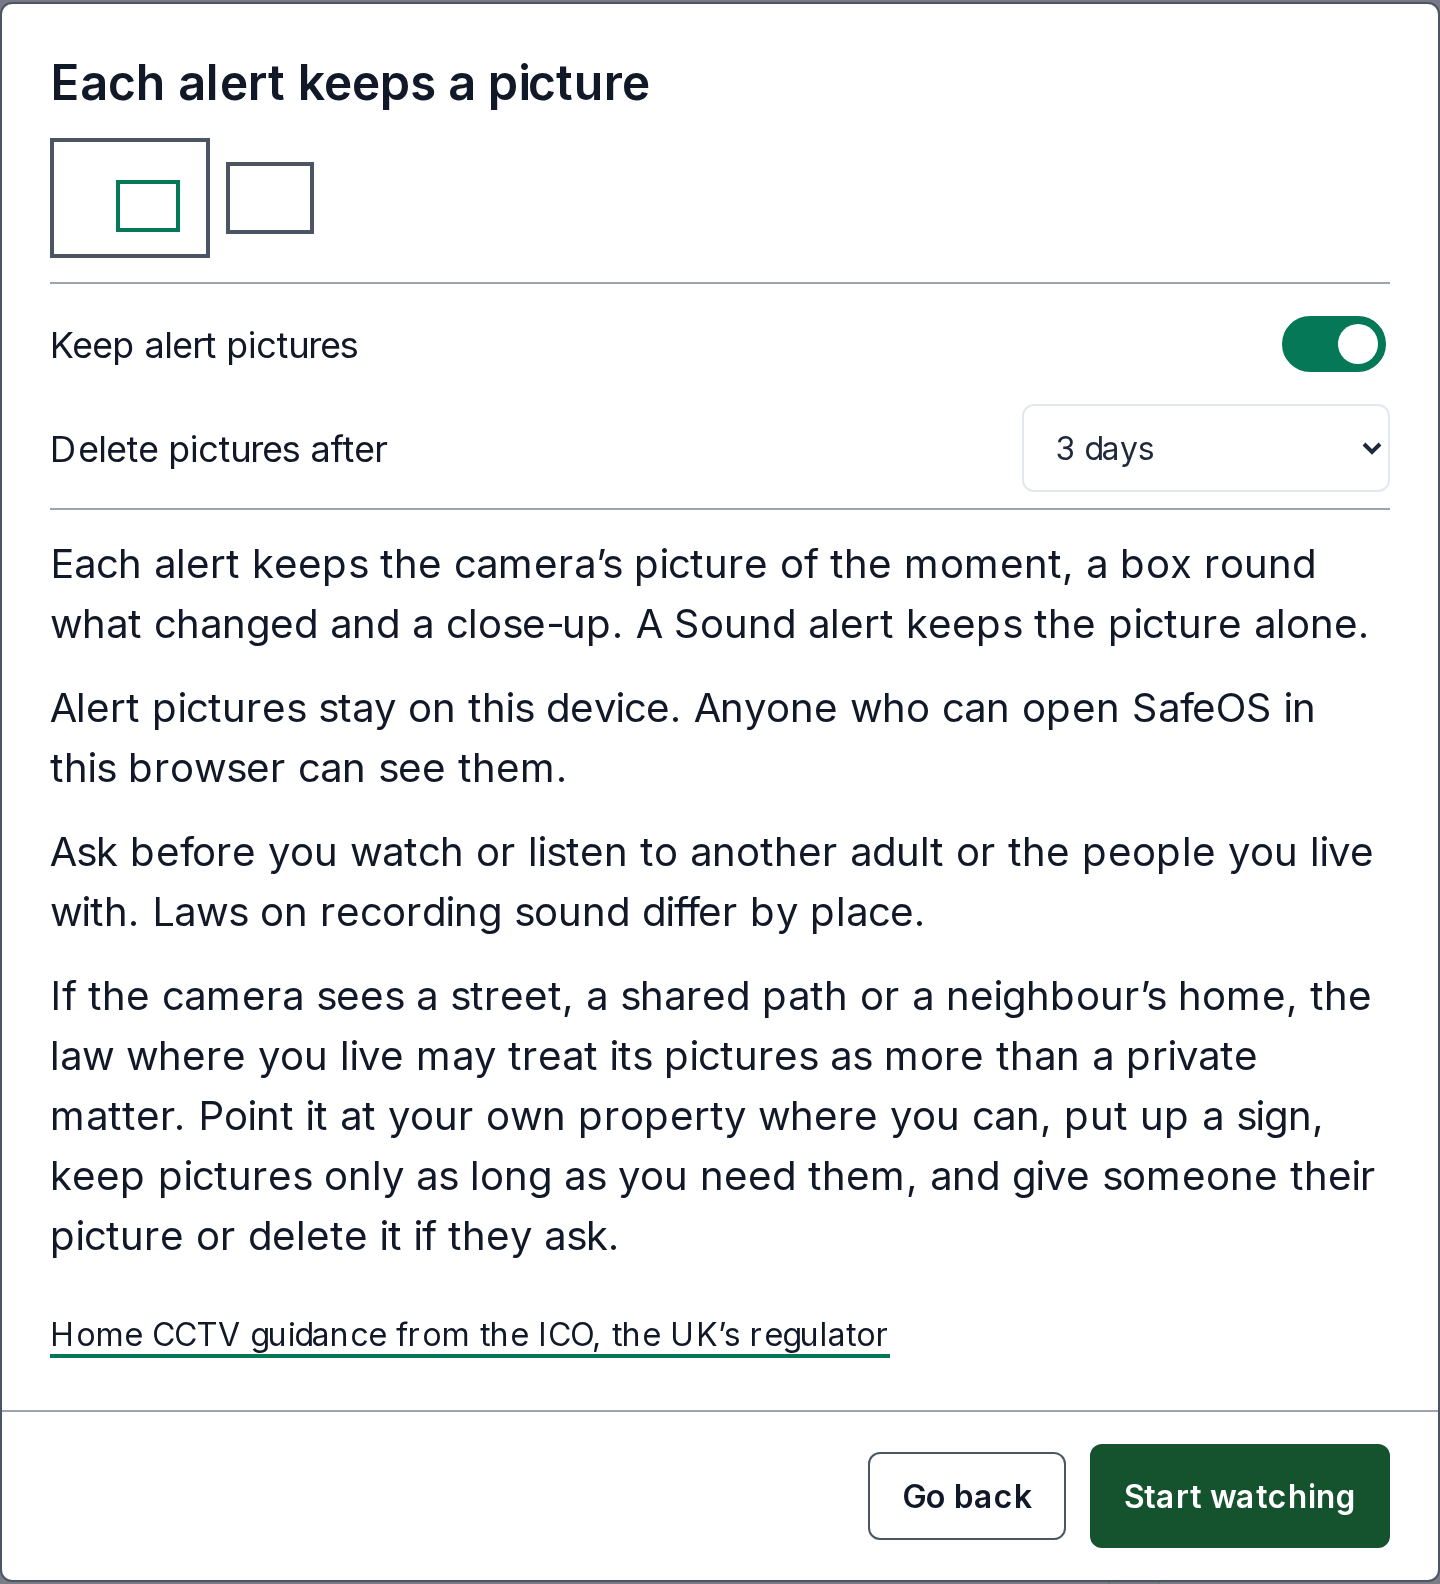 Each alert keeps a picture
Keep alert pictures
Delete pictures after
3 days
Each alert keeps the camera’s picture of the moment, a box round
what changed and a close-up. A Sound alert keeps the picture alone.
Alert pictures stay on this device. Anyone who can open SafeOS in
this browser can see them.
Ask before you watch or listen to another adult or the people you live
with. Laws on recording sound differ by place.
If the camera sees a street, a shared path or a neighbour’s home, the
law where you live may treat its pictures as more than a private
matter. Point it at your own property where you can, put up a sign,
keep pictures only as long as you need them, and give someone their
picture or delete it if they ask.
Home CCTV guidance from the ICO, the UK’s regulator
Go back
Start watching